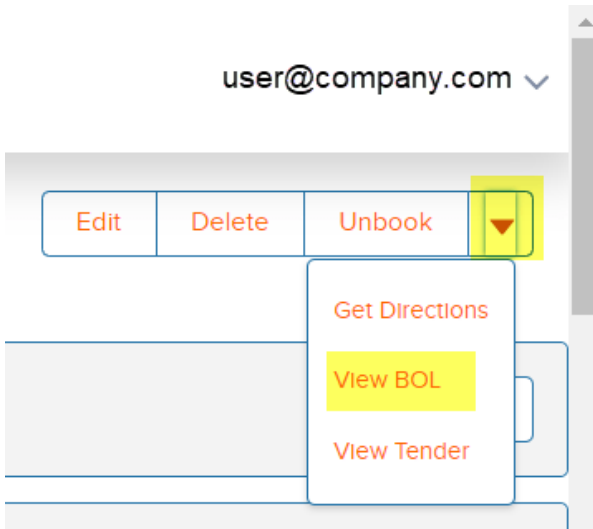 user@company.com
Edit Delete Unbook
Get Directions
View BOL
View Tender